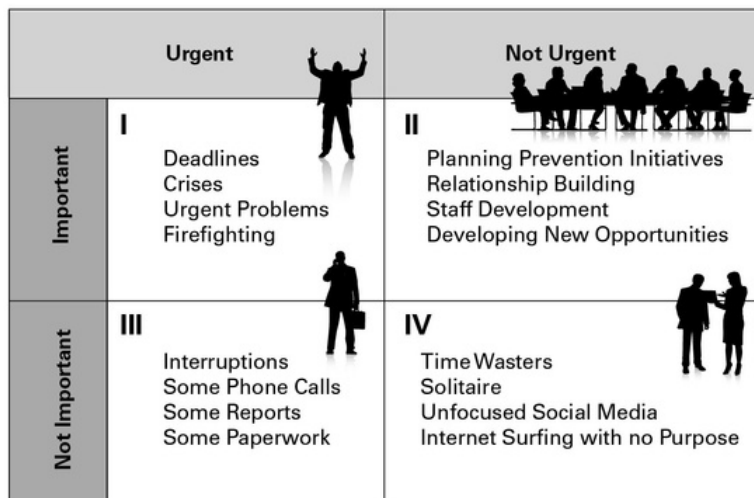 Urgent
Not Urgent
Important
I
Deadlines
Crises
Urgent Problems
Firefighting
II
Planning Prevention Initiatives
Relationship Building
Staff Development
Developing New Opportunities
Not Important
III
Interruptions
Some Phone Calls
Some Reports
Some Paperwork
IV
Time Wasters
Solitaire
Unfocused Social Media
Internet Surfing with no Purpose